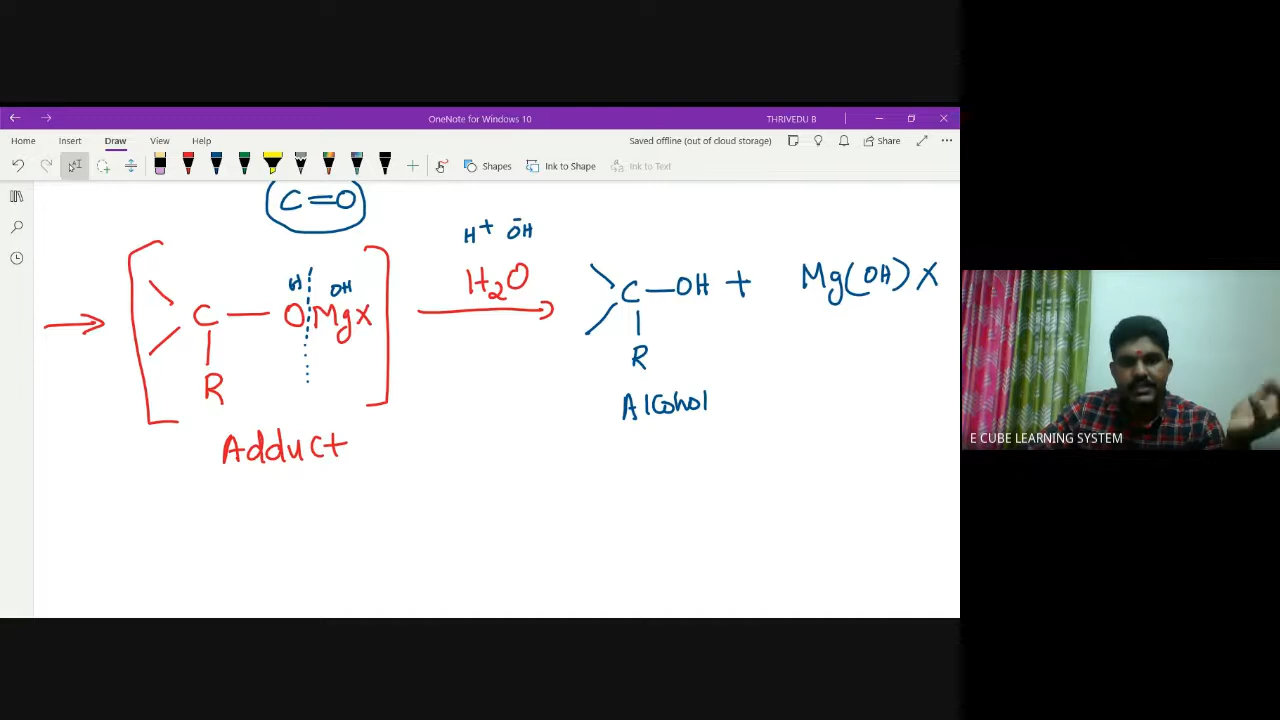 OneNote for Windows 10
THRIVEDU B
Home Insert Draw View Help
Saved offline (out of cloud storage)
Share
Shapes
Ink to Shape
Ink to Text
C=O
H+ OH-
H2O
H OH
C — OMgX
R
Adduct
C — OH + Mg(OH)X
R
Alcohol
E CUBE LEARNING SYSTEM